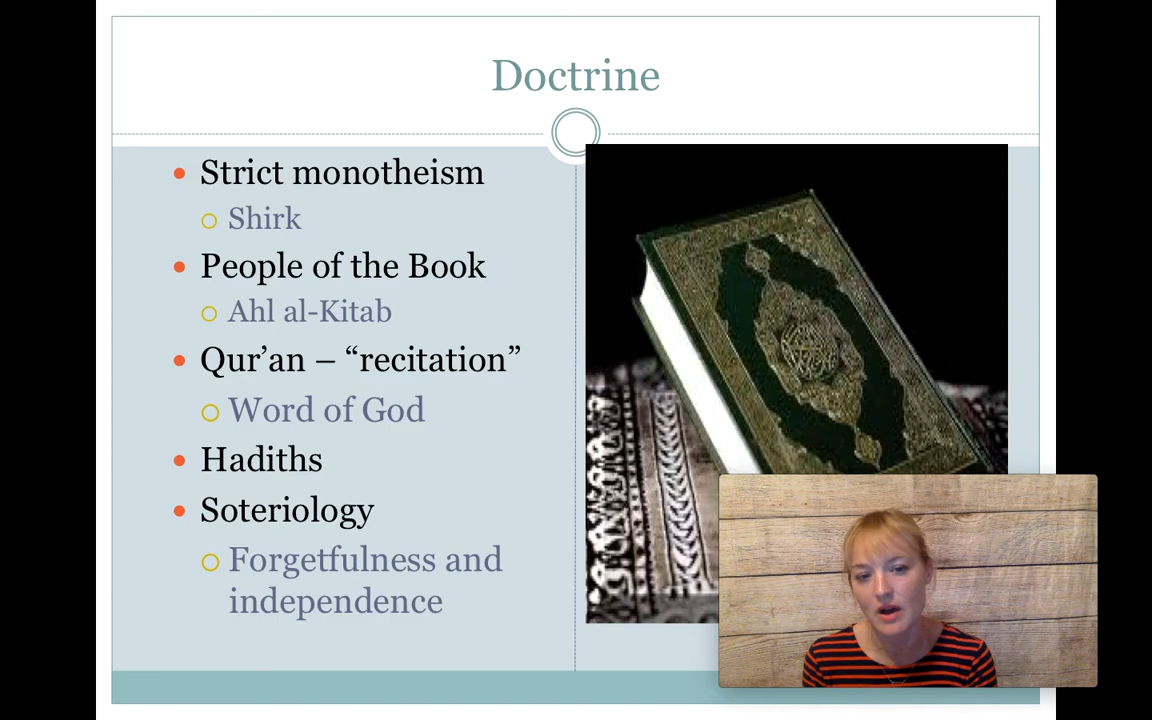 Doctrine
Strict monotheism
Shirk
People of the Book
Ahl al-Kitab
Qur’an – “recitation”
Word of God
Hadiths
Soteriology
Forgetfulness and
independence